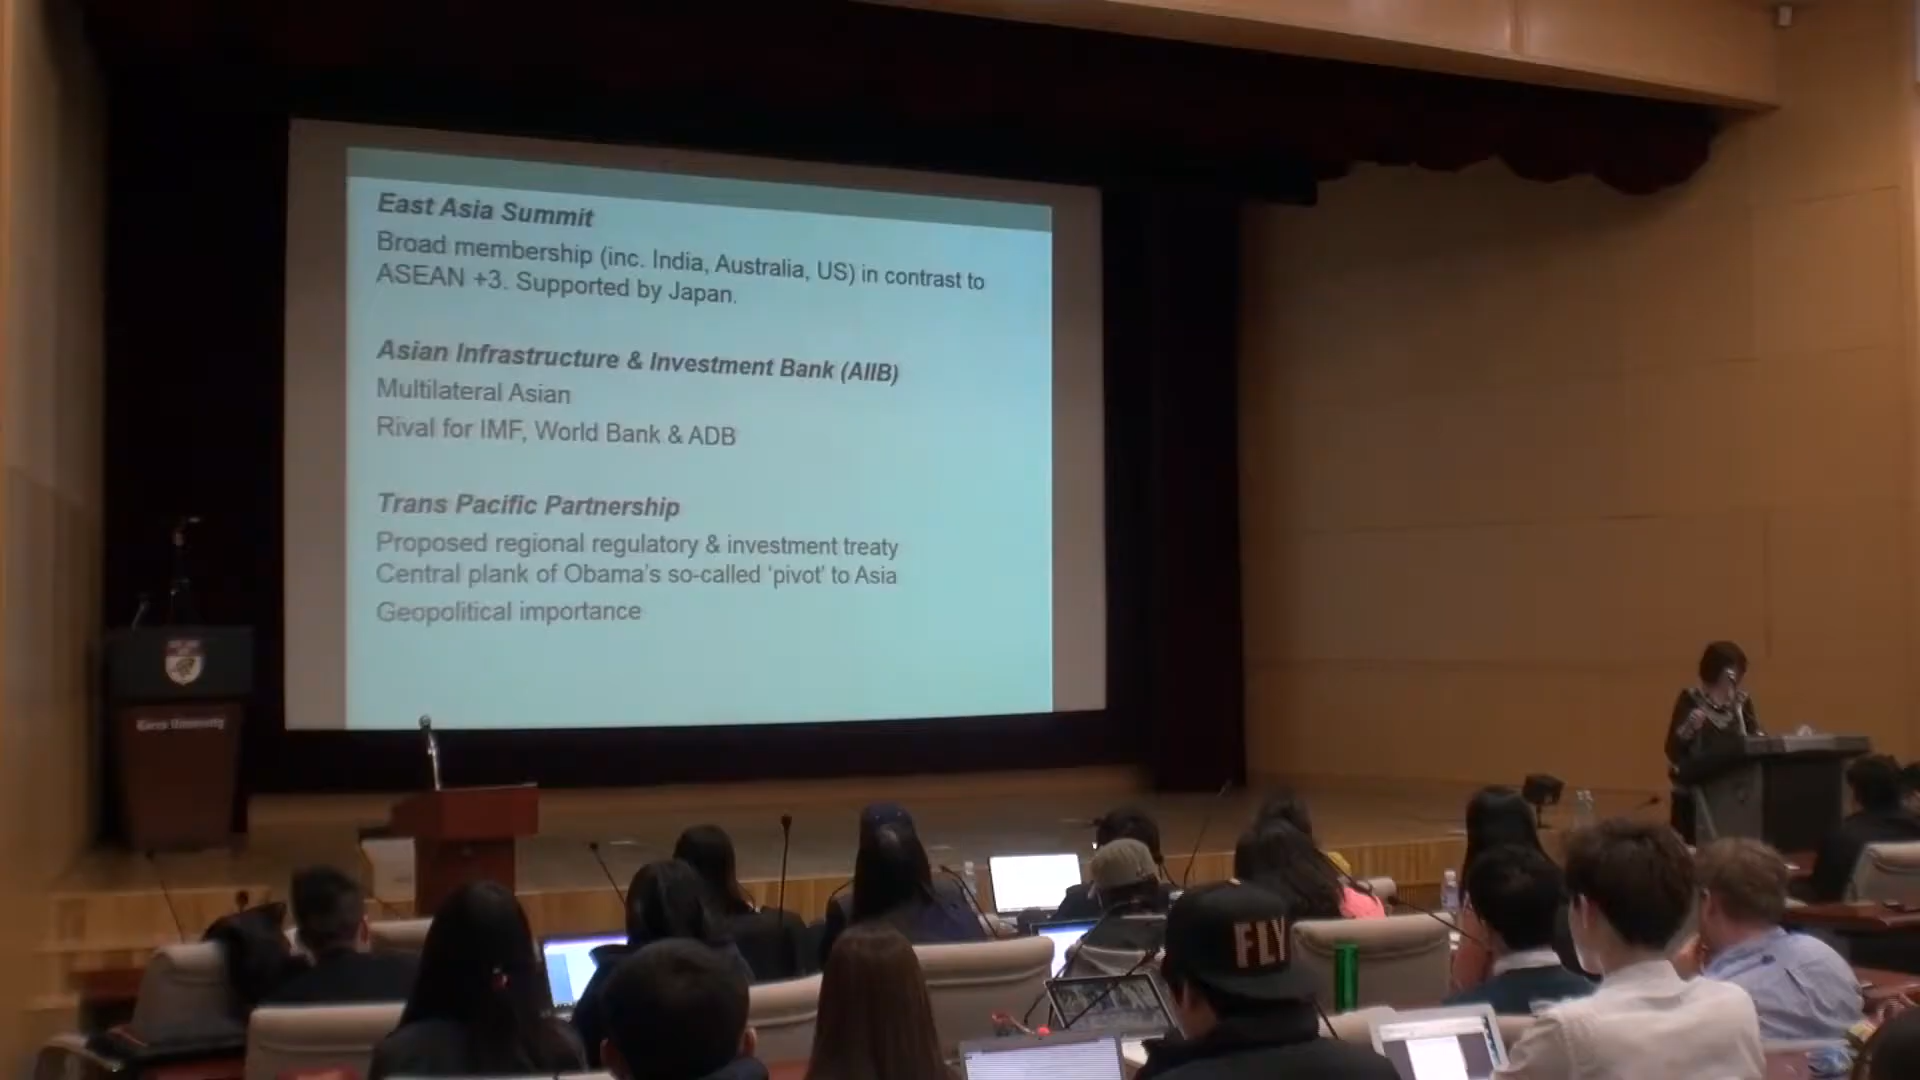 East Asia Summit
Broad membership (inc. India, Australia, US) in contrast to
ASEAN +3. Supported by Japan.
Asian Infrastructure & Investment Bank (AIIB)
Multilateral Asian
Rival for IMF, World Bank & ADB
Trans Pacific Partnership
Proposed regional regulatory & investment treaty
Central plank of Obama's so-called 'pivot' to Asia
Geopolitical importance
Korea University
FLY